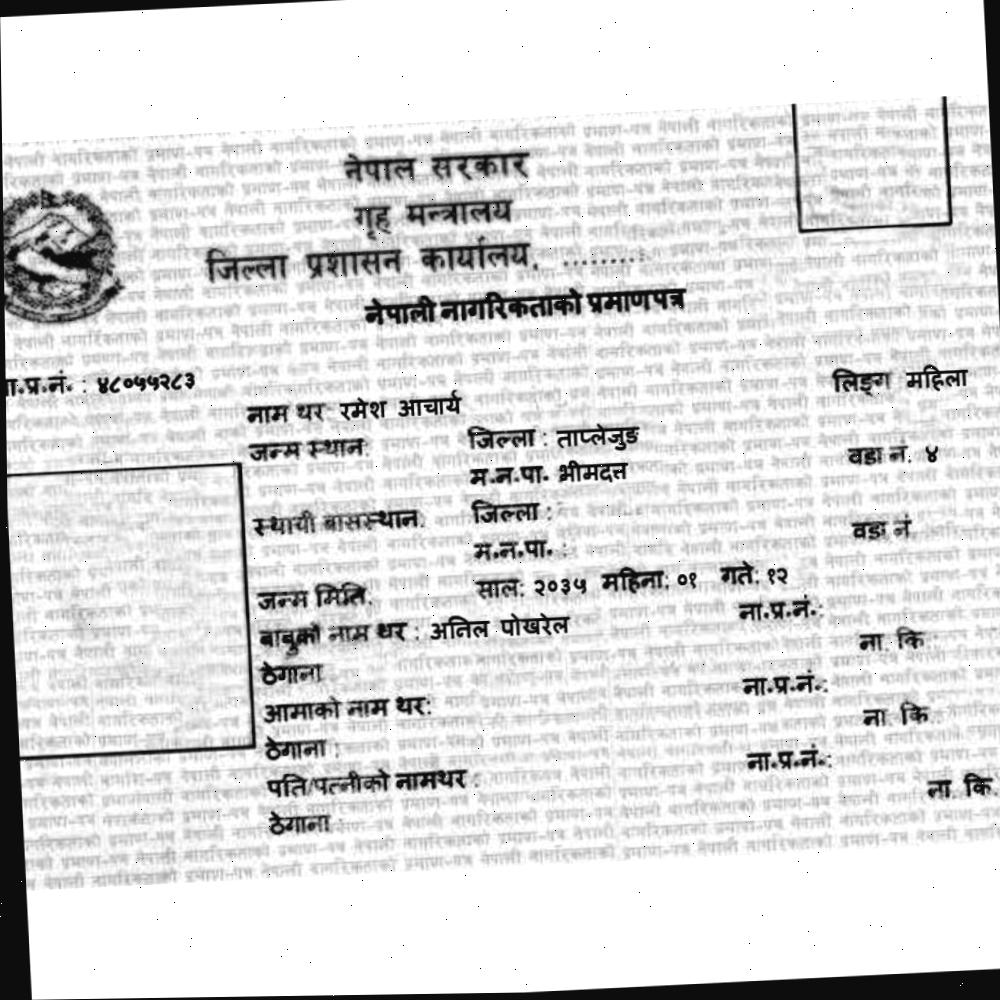 नेपाल सरकार
गृह मन्त्रालय
जिल्ला प्रशासन कार्यालय, ........
नेपाली नागरिकताको प्रमाणपत्र
ना.प्र.नं. : ४८०५५२८३
लिङ्ग महिला
नाम थर रमेश आचार्य
जन्म स्थान: जिल्ला : ताप्लेजुङ
म.न.पा. भीमदत्त वडा नं. ४
स्थायी बासस्थान: जिल्ला :
म.न.पा. : वडा नं
जन्म मिति: साल: २०३५ महिना: ०१ गते: १२
बाबुको नाम थर : अनिल पोखरेल ना.प्र.नं.:
ठेगाना ना. कि
आमाको नाम थर: ना.प्र.नं.:
ठेगाना : ना. कि
पति/पत्नीको नामथर : ना.प्र.नं.:
ठेगाना : ना. कि.